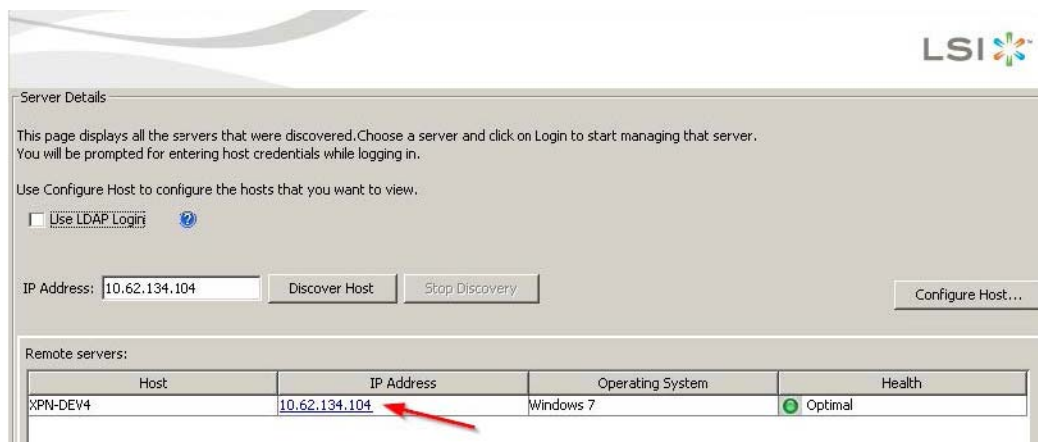 LSI
Server Details
This page displays all the servers that were discovered.Choose a server and click on Login to start managing that server.
You will be prompted for entering host credentials while logging in.
Use Configure Host to configure the hosts that you want to view.
Use LDAP Login
IP Address: 10.62.134.104 Discover Host Stop Discovery Configure Host...
Remote servers:
Host IP Address Operating System Health
XPN-DEV4 10.62.134.104 Windows 7 Optimal